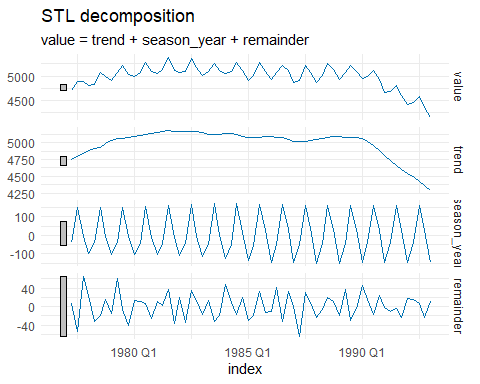 STL decomposition
value = trend + season_year + remainder
5000
4500
value
5000
4750
4500
4250
trend
100
0
-100
season_year
40
0
-40
remainder
1980 Q1
1985 Q1
1990 Q1
index